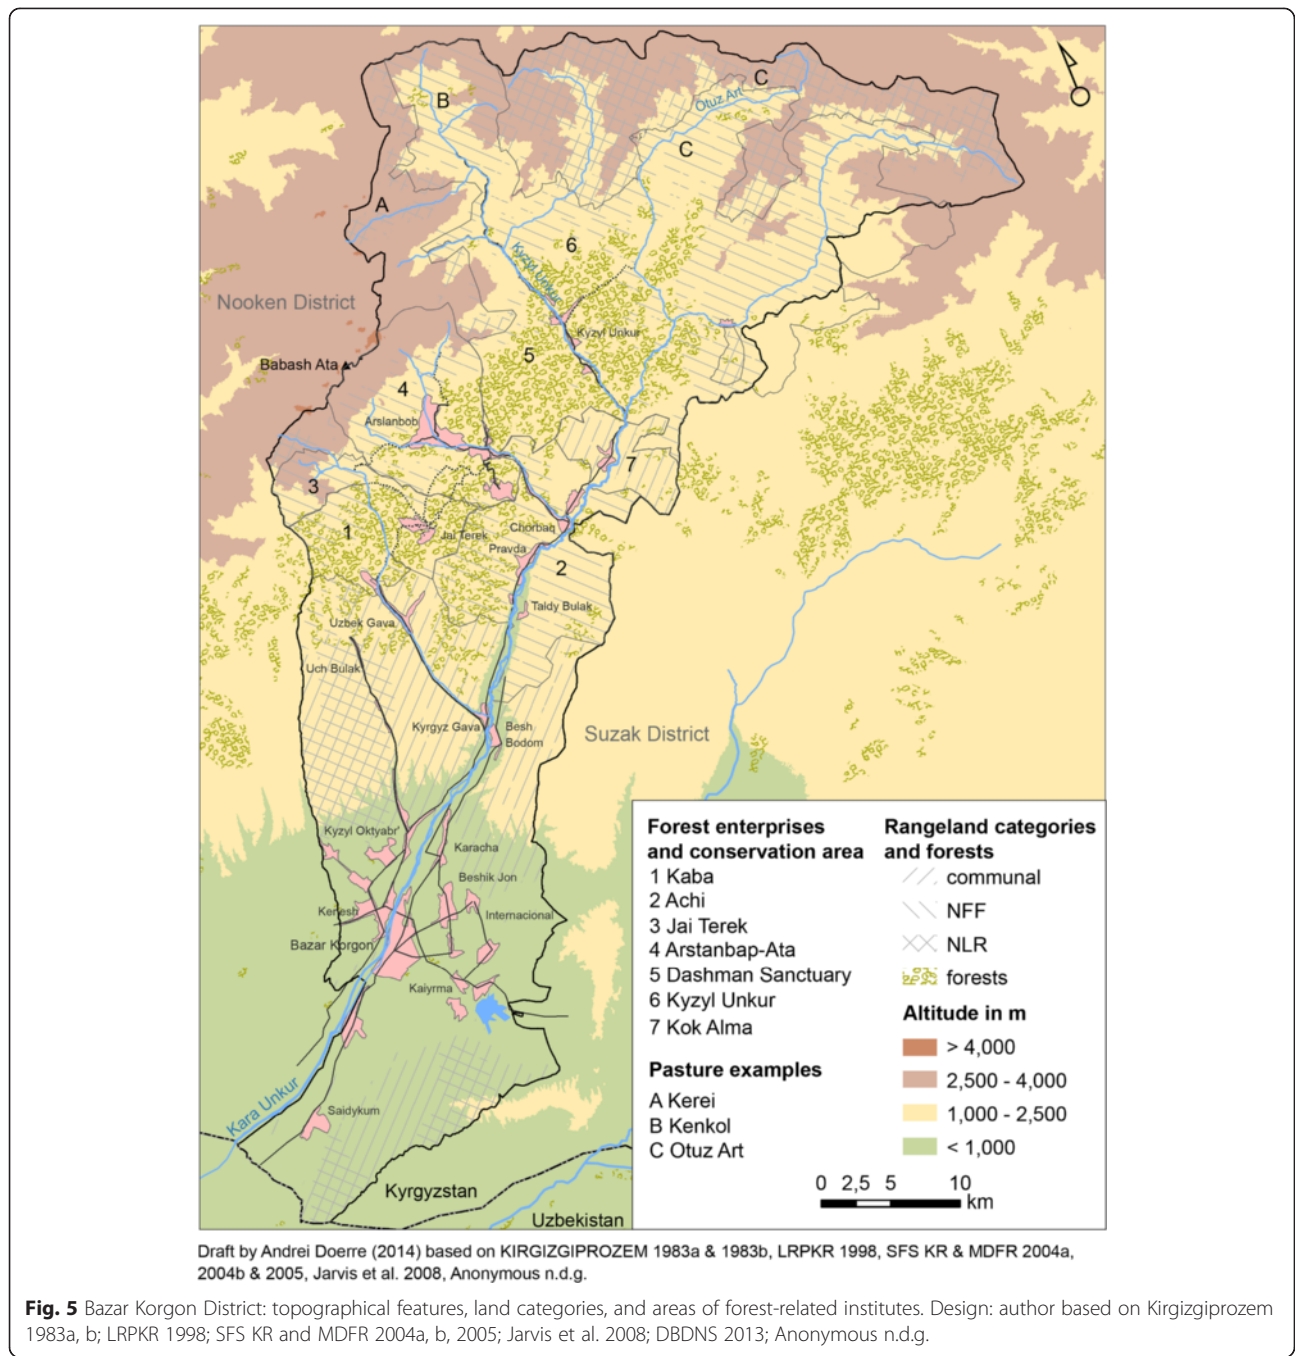 C
B
Otuz Art
C
A
6
Kyzyl Unkur
Nooken District
Kyzyl Unkur
5
Babash Ata
4
Arslanbob
7
3
1
Chorbaq
Jai Terek
Pravda
2
Taldy Bulak
Uzbek Gava
Uch Bulak
Kyrgyz Gava
Besh
Bodom
Suzak District
Kyzyl Oktyabr'
Karacha
Beshik Jon
Kenesh
Internacional
Bazar Korgon
Kaiyrma
Kara Unkur
Saidykum
Kyrgyzstan
Uzbekistan
Forest enterprises
and conservation area
1 Kaba
2 Achi
3 Jai Terek
4 Arstanbap-Ata
5 Dashman Sanctuary
6 Kyzyl Unkur
7 Kok Alma
Pasture examples
A Kerei
B Kenkol
C Otuz Art
Rangeland categories
and forests
communal
NFF
NLR
forests
Altitude in m
> 4,000
2,500 - 4,000
1,000 - 2,500
< 1,000
0 2,5 5 10
km
Draft by Andrei Doerre (2014) based on KIRGIZGIPROZEM 1983a & 1983b, LRPKR 1998, SFS KR & MDFR 2004a,
2004b & 2005, Jarvis et al. 2008, Anonymous n.d.g.
Fig. 5 Bazar Korgon District: topographical features, land categories, and areas of forest-related institutes. Design: author based on Kirgizgiprozem
1983a, b; LRPKR 1998; SFS KR and MDFR 2004a, b, 2005; Jarvis et al. 2008; DBDNS 2013; Anonymous n.d.g.